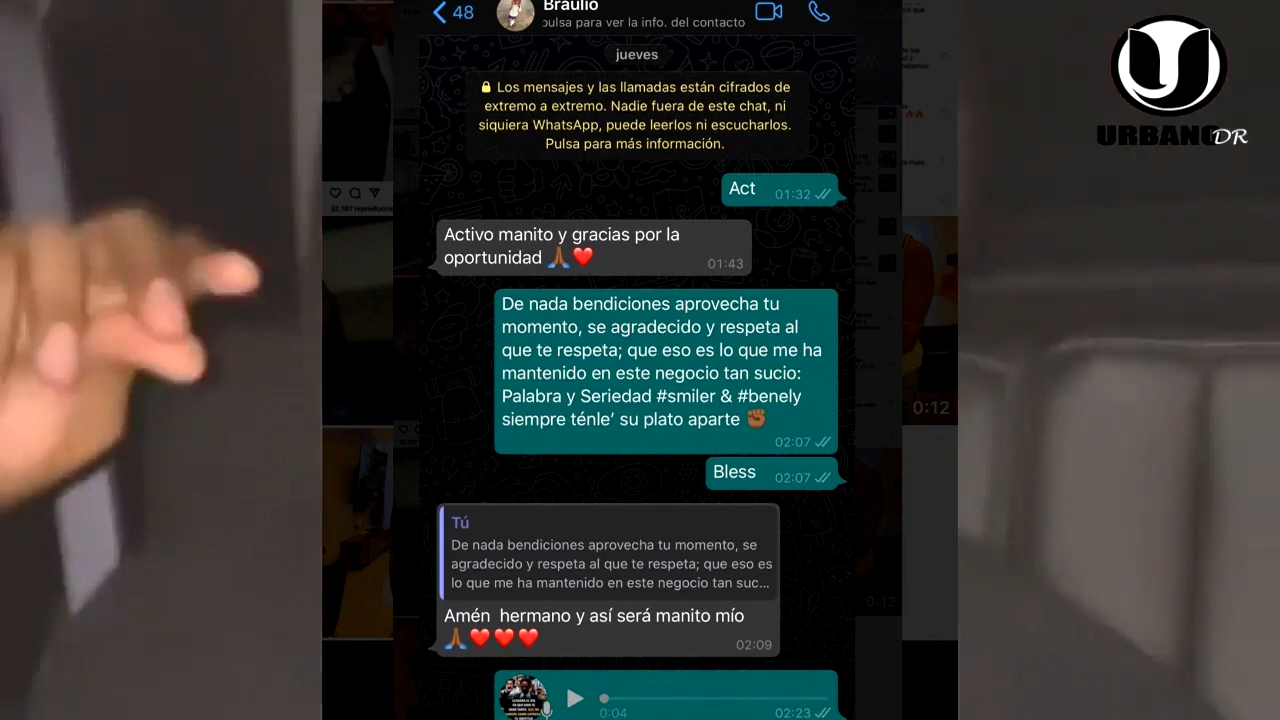 48
Braulio
pulsa para ver la info. del contacto
jueves
Los mensajes y las llamadas están cifrados de
extremo a extremo. Nadie fuera de este chat, ni
siquiera WhatsApp, puede leerlos ni escucharlos.
Pulsa para más información.
Act 01:32
Activo manito y gracias por la
oportunidad 🙏🏾❤️ 01:43
De nada bendiciones aprovecha tu
momento, se agradecido y respeta al
que te respeta; que eso es lo que me ha
mantenido en este negocio tan sucio:
Palabra y Seriedad #smiler & #benely
siempre ténle’ su plato aparte ✊🏾
02:07
Bless 02:07
Tú
De nada bendiciones aprovecha tu momento, se
agradecido y respeta al que te respeta; que eso es
lo que me ha mantenido en este negocio tan suc...
Amén hermano y así será manito mío
🙏🏾❤️❤️❤️ 02:09
0:04 02:23
URBANO DR
0:12
0:12